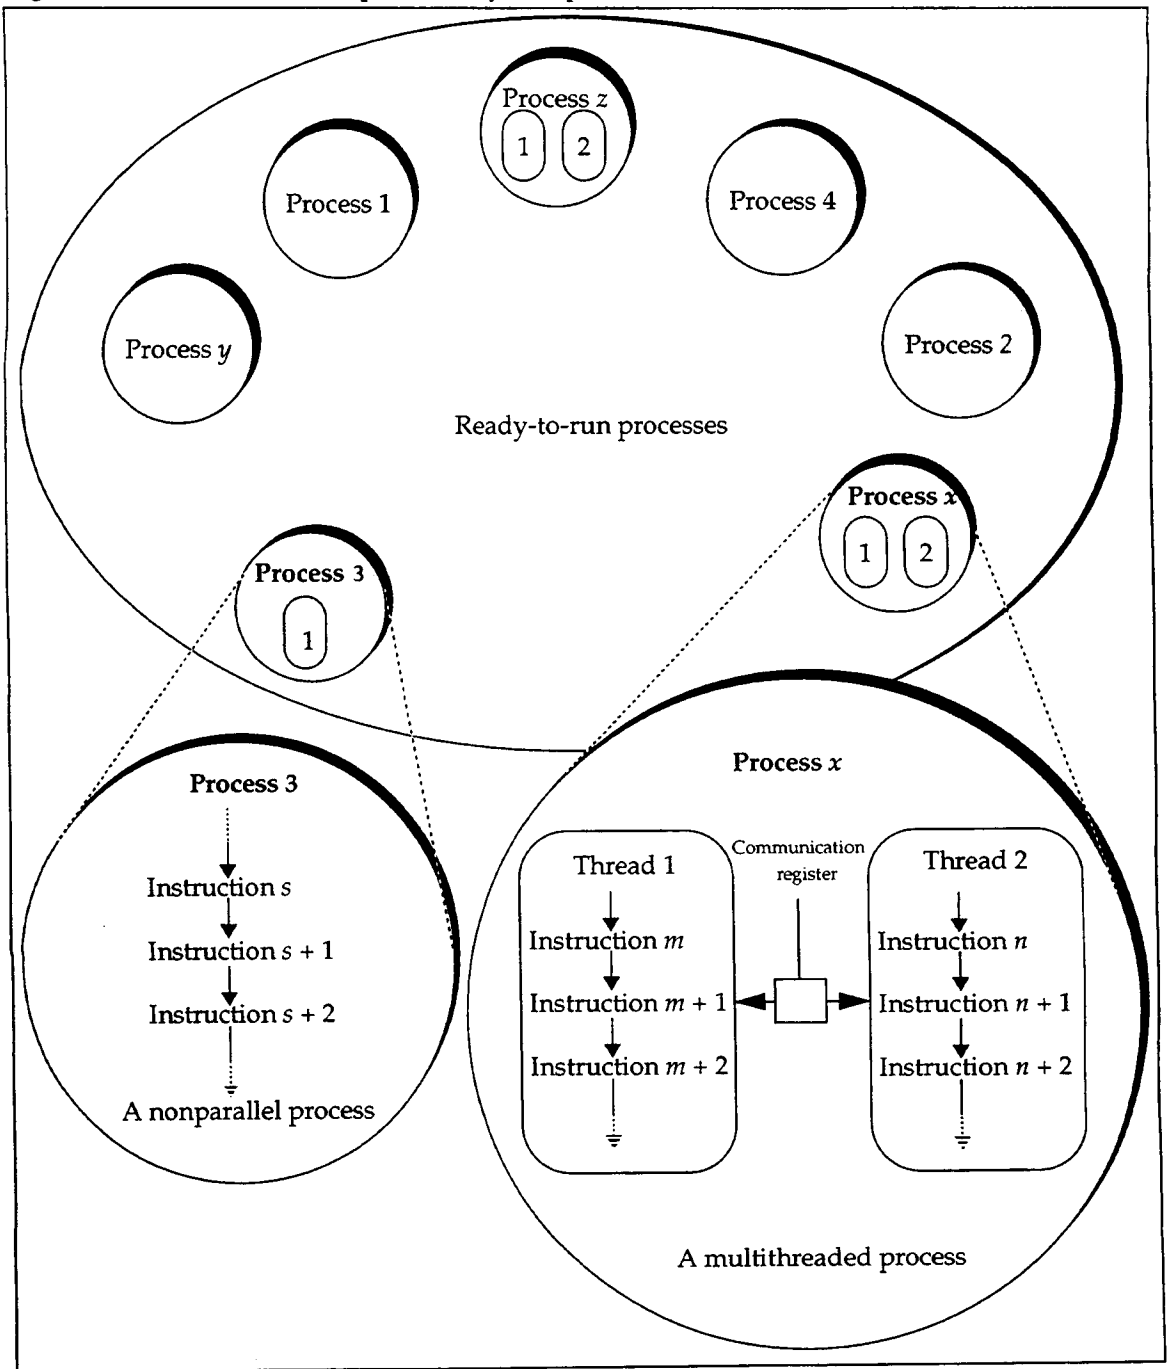 Process z
1 2
Process 1
Process 4
Process y
Process 2
Ready-to-run processes
Process x
1 2
Process 3
1
Process 3
Instruction s
Instruction s + 1
Instruction s + 2
A nonparallel process
Process x
Communication
register
Thread 1
Instruction m
Instruction m + 1
Instruction m + 2
Thread 2
Instruction n
Instruction n + 1
Instruction n + 2
A multithreaded process